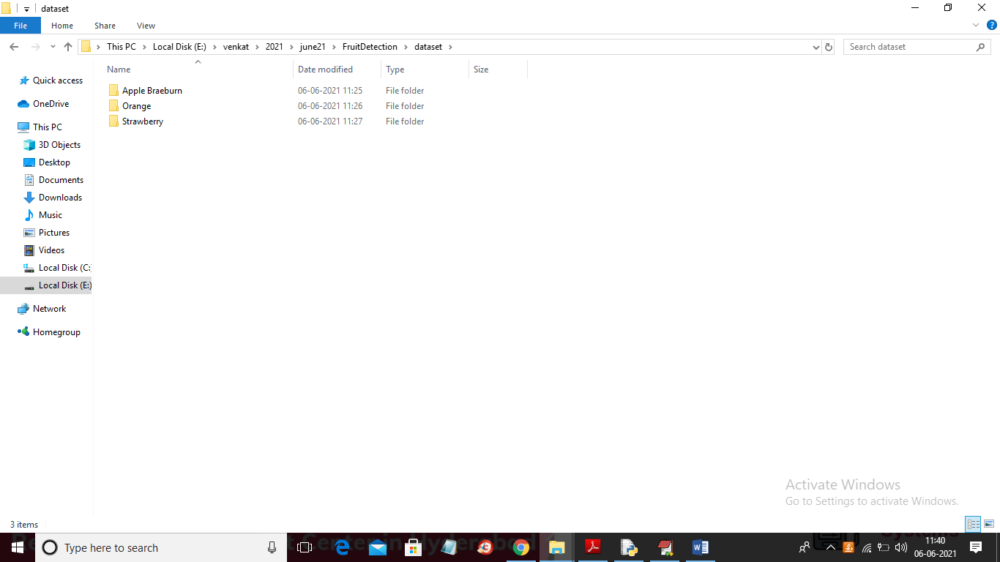 dataset
File Home Share View
This PC Local Disk (E:) venkat 2021 june21 FruitDetection dataset Search dataset
Name Date modified Type Size
Apple Braeburn 06-06-2021 11:25 File folder
Orange 06-06-2021 11:26 File folder
Strawberry 06-06-2021 11:27 File folder
Quick access
OneDrive
This PC
3D Objects
Desktop
Documents
Downloads
Music
Pictures
Videos
Local Disk (C:
Local Disk (E:)
Network
Homegroup
Activate Windows
Go to Settings to activate Windows.
3 items
Type here to search
11:40
06-06-2021